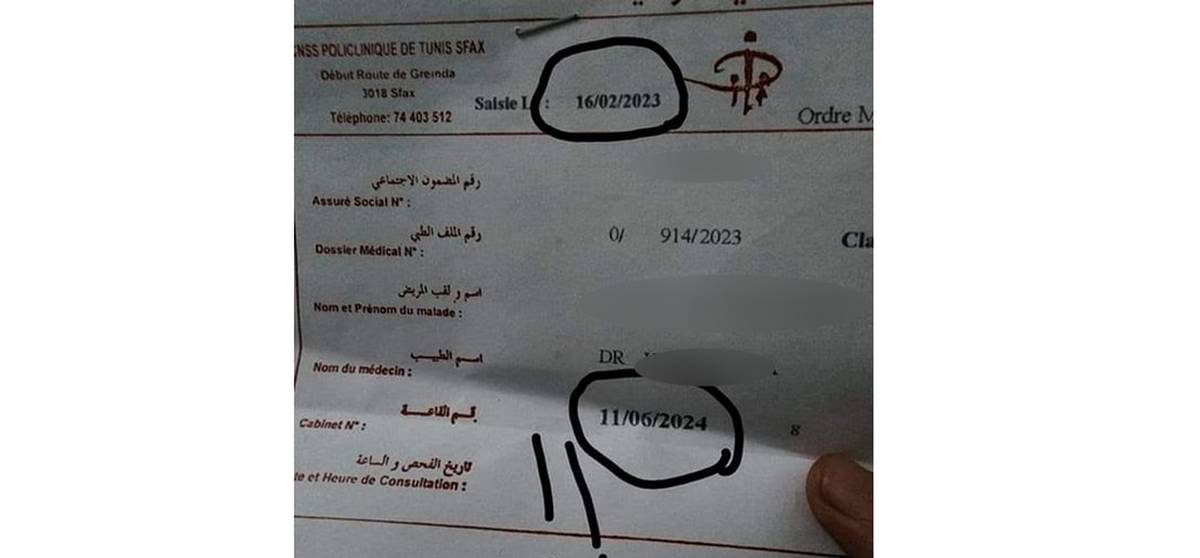 CNSS POLICLINIQUE DE TUNIS SFAX
Début Route de Gremda
3018 Sfax
Téléphone: 74 403 512
Saisie L : 16/02/2023
Ordre M
رقم المضمون الاجتماعي
Assuré Social N° :
رقم الملف الطبي
Dossier Médical N° :
0/ 914/2023
Cla
اسم و لقب المريض
Nom et Prénom du malade :
اسم الطبيب
Nom du médecin :
DR
رقم القاعة
Cabinet N° :
11/06/2024 8
تاريخ الفحص و الساعة
te et Heure de Consultation :